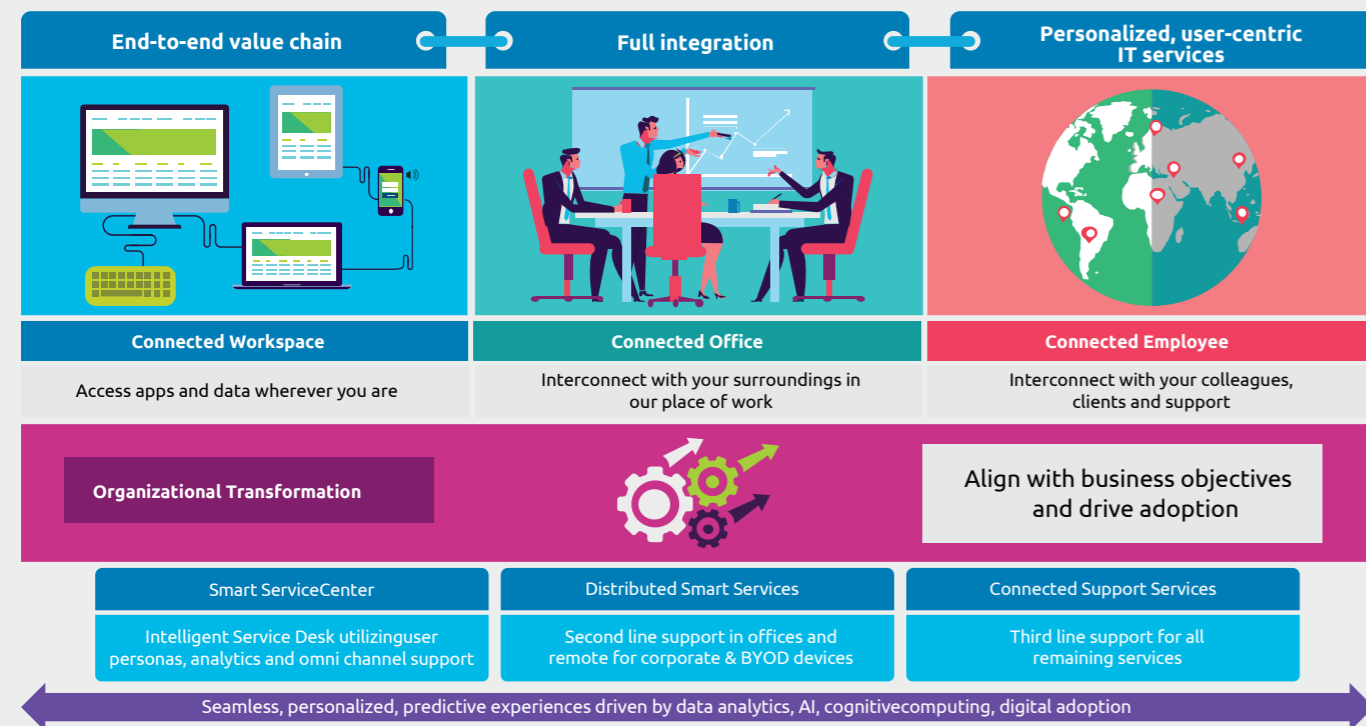 End-to-end value chain
Full integration
Personalized, user-centric
IT services
Connected Workspace
Connected Office
Connected Employee
Access apps and data wherever you are
Interconnect with your surroundings in
our place of work
Interconnect with your colleagues,
clients and support
Organizational Transformation
Align with business objectives
and drive adoption
Smart ServiceCenter
Distributed Smart Services
Connected Support Services
Intelligent Service Desk utilizinguser
personas, analytics and omni channel support
Second line support in offices and
remote for corporate & BYOD devices
Third line support for all
remaining services
Seamless, personalized, predictive experiences driven by data analytics, AI, cognitivecomputing, digital adoption